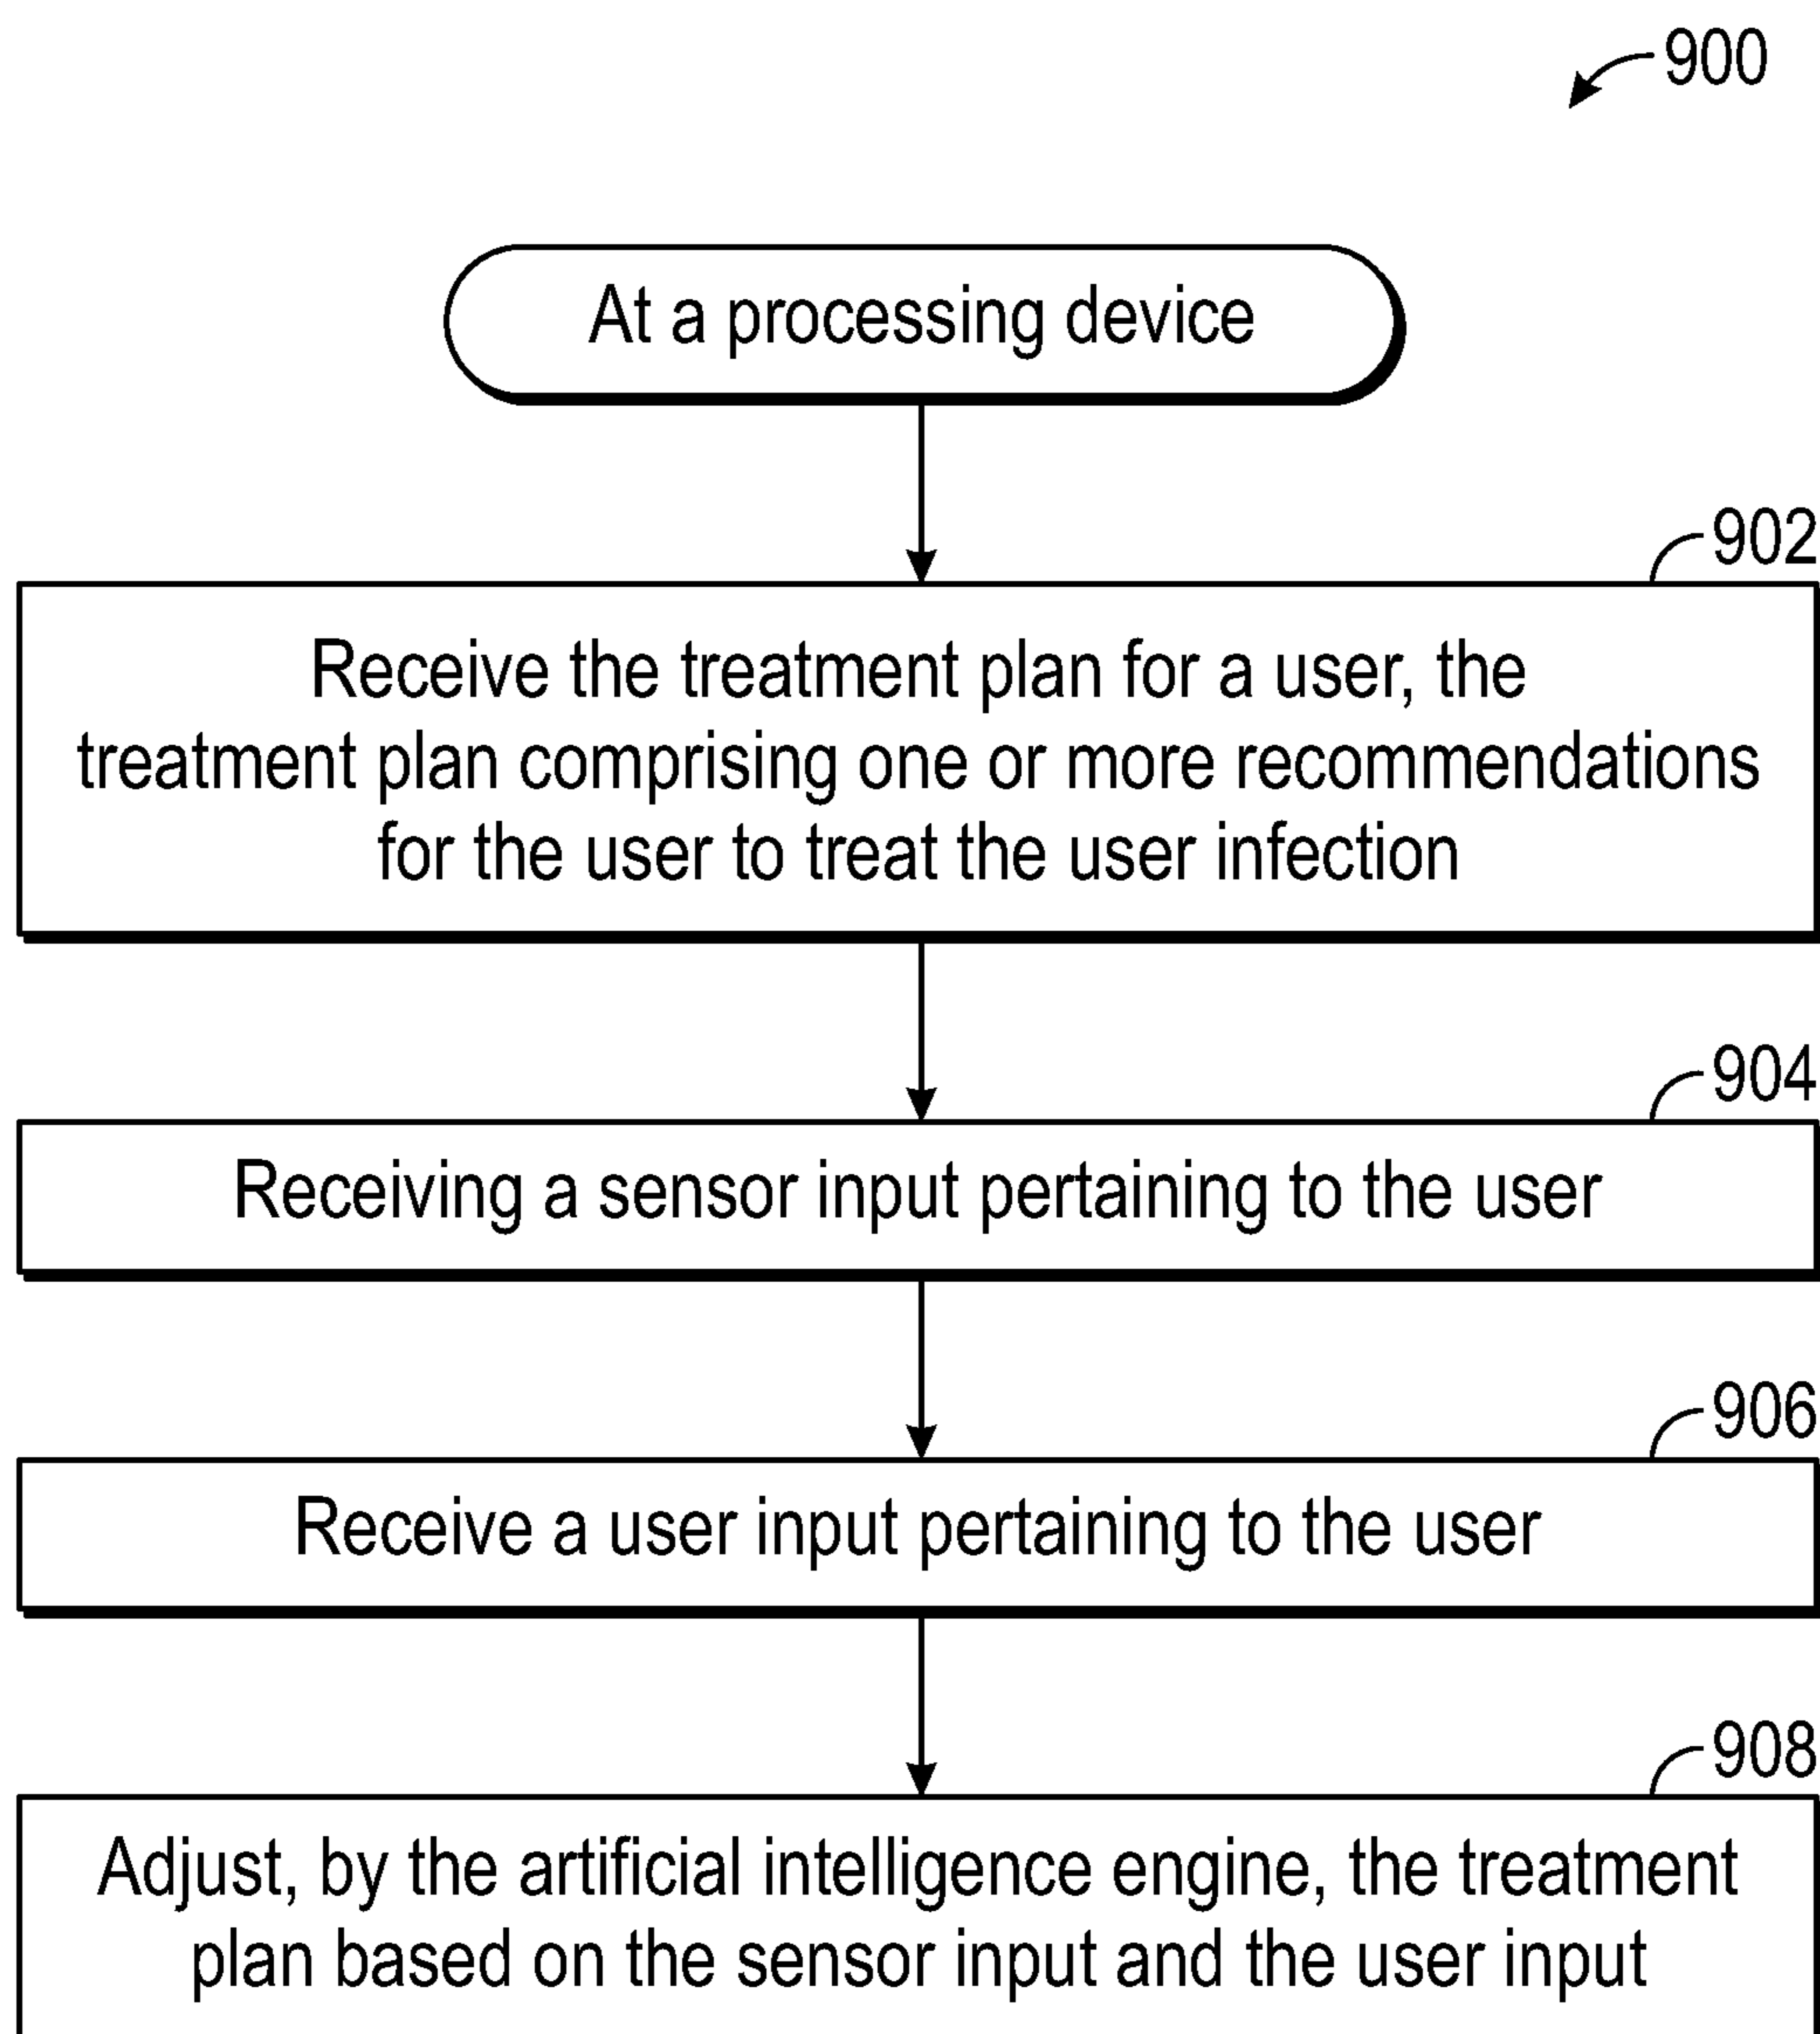 900
At a processing device
902
Receive the treatment plan for a user, the
treatment plan comprising one or more recommendations
for the user to treat the user infection
904
Receiving a sensor input pertaining to the user
906
Receive a user input pertaining to the user
908
Adjust, by the artificial intelligence engine, the treatment
plan based on the sensor input and the user input